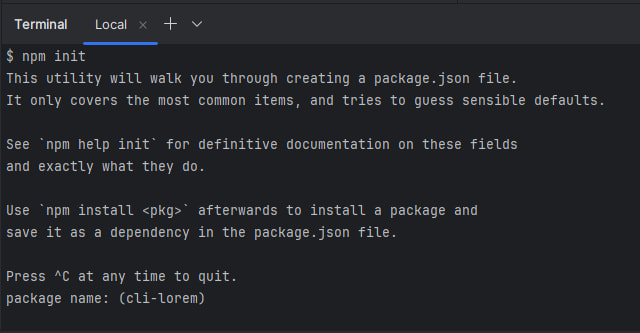 Terminal Local × +
$ npm init
This utility will walk you through creating a package.json file.
It only covers the most common items, and tries to guess sensible defaults.
See `npm help init` for definitive documentation on these fields
and exactly what they do.
Use `npm install <pkg>` afterwards to install a package and
save it as a dependency in the package.json file.
Press ^C at any time to quit.
package name: (cli-lorem)